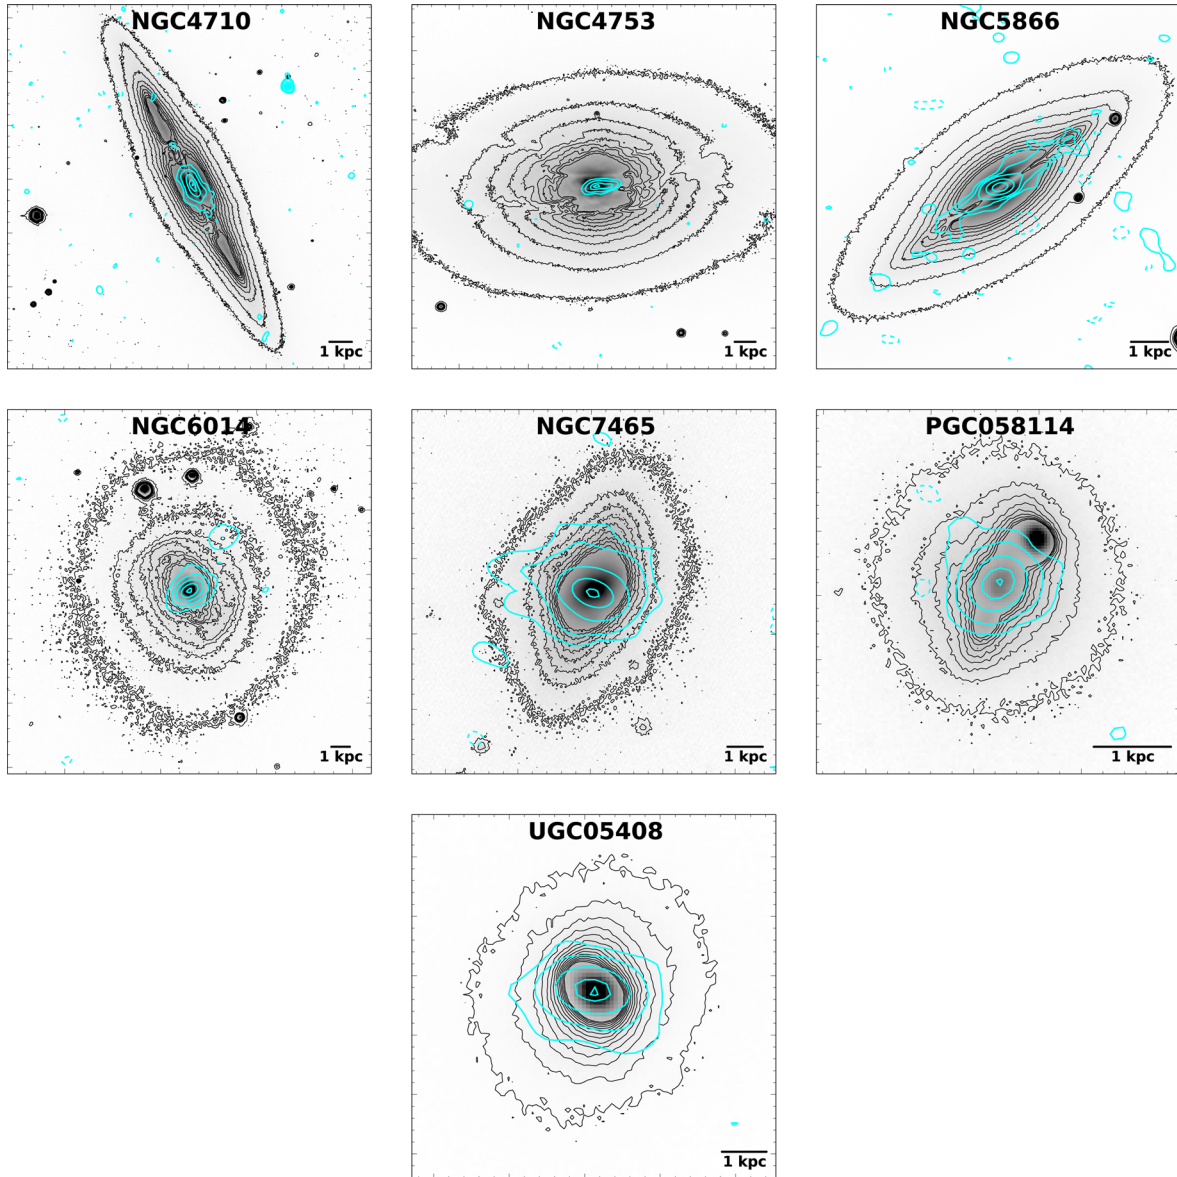 NGC4710
1 kpc
NGC4753
1 kpc
NGC5866
1 kpc
NGC6014
1 kpc
NGC7465
1 kpc
PGC058114
1 kpc
UGC05408
1 kpc